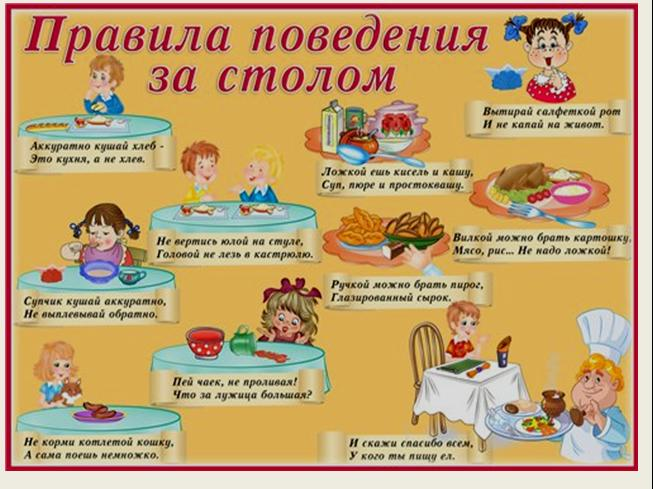 Правила поведения
за столом
Вытирай салфеткой рот
И не капай на живот.
Аккуратно кушай хлеб -
Это кухня, а не хлев.
Ложкой ешь кисель и кашу,
Суп, пюре и простоквашу.
Не вертись юлой на стуле,
Головой не лезь в кастрюлю.
Вилкой можно брать картошку,
Мясо, рис... Не надо ложкой!
Супчик кушай аккуратно,
Не выплевывай обратно.
Ручкой можно брать пирог,
Глазированный сырок.
Пей чаек, не проливая!
Что за лужица большая?
Не корми котлетой кошку,
А сама поешь немножко.
И скажи спасибо всем,
У кого ты пищу ел.